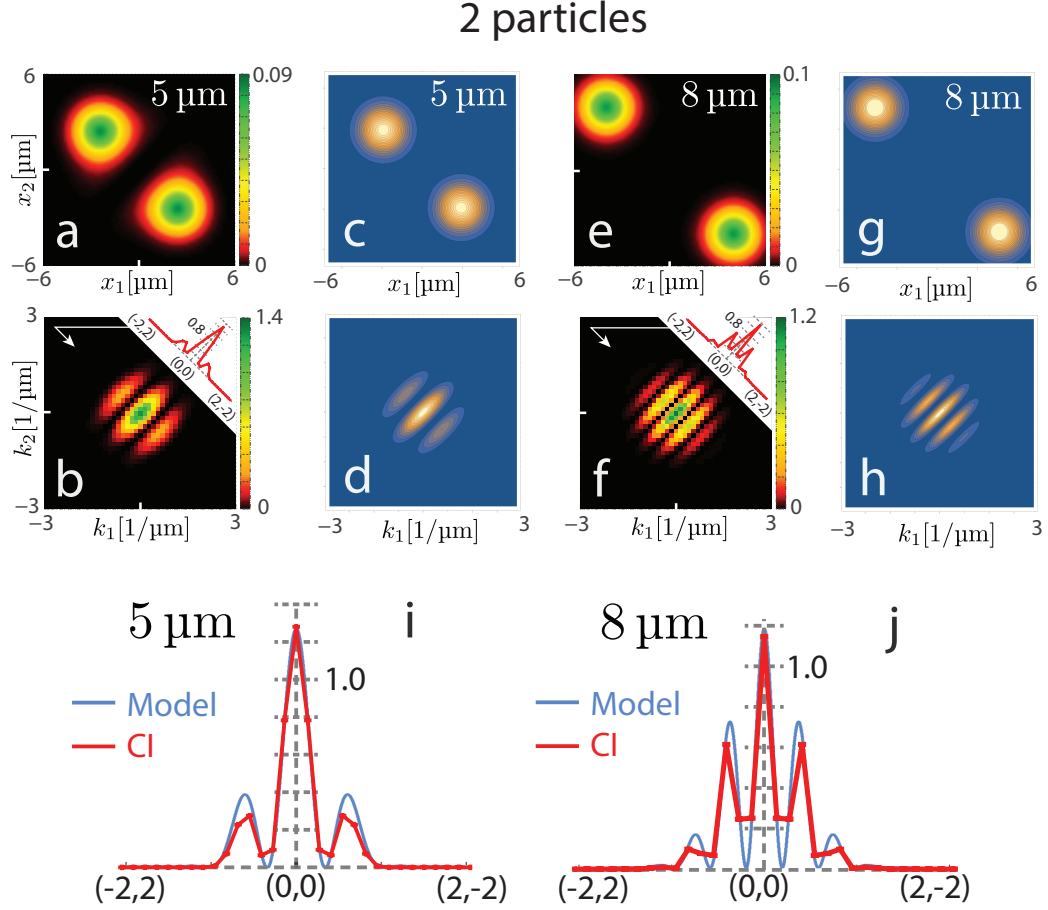 2 particles
6
5 µm
0.09
5 µm
6
8 µm
0.1
8 µm
x₂[µm]
a
c
e
g
−6
0
0
−6
x₁[µm]
6
−6
x₁[µm]
6
−6
x₁[µm]
6
−6
x₁[µm]
6
3
(-2,2)
0.8
(0,0)
(2,-2)
1.4
3
(-2,2)
0.8
(0,0)
(2,-2)
1.2
k₂[1/µm]
b
d
f
h
−3
0
0
−3
k₁[1/µm]
3
−3
k₁[1/µm]
3
−3
k₁[1/µm]
3
−3
k₁[1/µm]
3
5 µm
i
1.0
Model
CI
(-2,2)
(0,0)
(2,-2)
8 µm
j
1.0
Model
CI
(-2,2)
(0,0)
(2,-2)